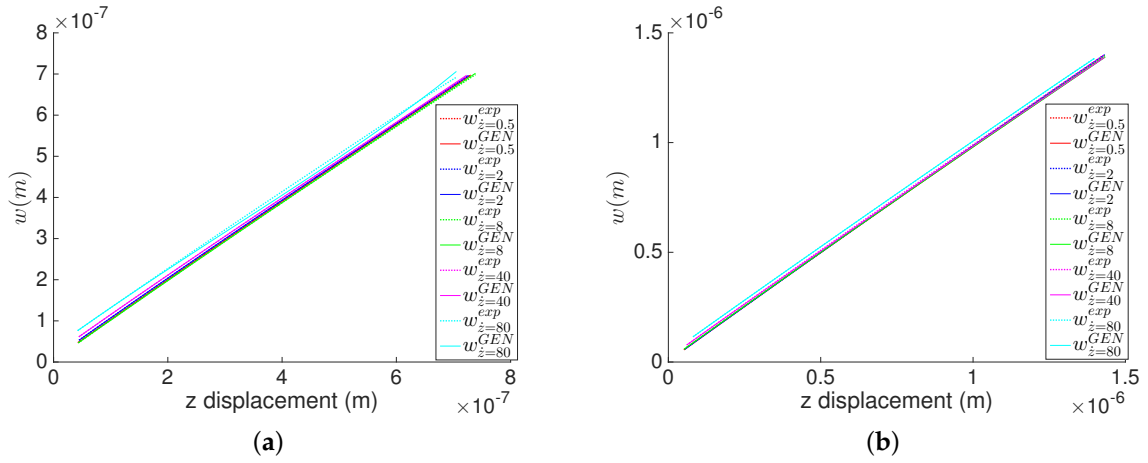 ×10⁻⁷
8
7
6
5
4
3
2
1
0
w(m)
0 2 4 6 8
z displacement (m) ×10⁻⁷
w^{exp}_{ż=0.5}
w^{GEN}_{ż=0.5}
w^{exp}_{ż=2}
w^{GEN}_{ż=2}
w^{exp}_{ż=8}
w^{GEN}_{ż=8}
w^{exp}_{ż=40}
w^{GEN}_{ż=40}
w^{exp}_{ż=80}
w^{GEN}_{ż=80}
(a)
×10⁻⁶
1.5
1
0.5
0
w(m)
0 0.5 1 1.5
z displacement (m) ×10⁻⁶
w^{exp}_{ż=0.5}
w^{GEN}_{ż=0.5}
w^{exp}_{ż=2}
w^{GEN}_{ż=2}
w^{exp}_{ż=8}
w^{GEN}_{ż=8}
w^{exp}_{ż=40}
w^{GEN}_{ż=40}
w^{exp}_{ż=80}
w^{GEN}_{ż=80}
(b)